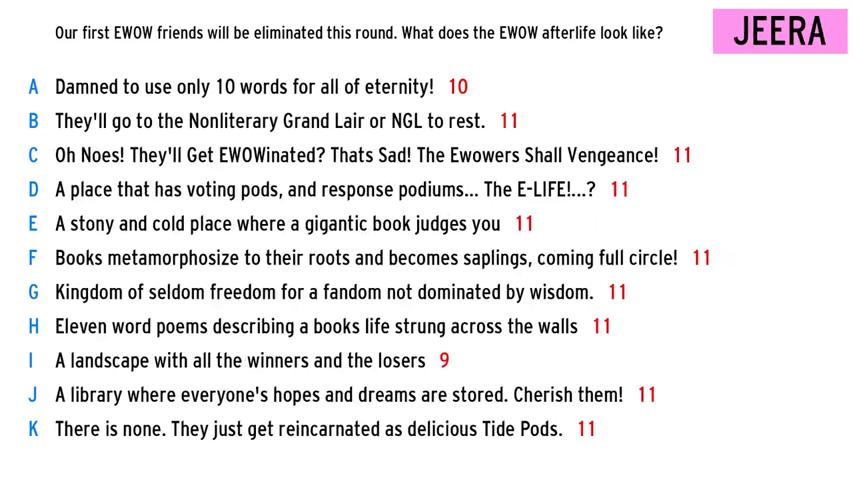 Our first EWOW friends will be eliminated this round. What does the EWOW afterlife look like?
JEERA
A Damned to use only 10 words for all of eternity! 10
B They'll go to the Nonliterary Grand Lair or NGL to rest. 11
C Oh Noes! They'll Get EWOWinated? Thats Sad! The Ewowers Shall Vengeance! 11
D A place that has voting pods, and response podiums... The E-LIFE!...? 11
E A stony and cold place where a gigantic book judges you 11
F Books metamorphosize to their roots and becomes saplings, coming full circle! 11
G Kingdom of seldom freedom for a fandom not dominated by wisdom. 11
H Eleven word poems describing a books life strung across the walls 11
I A landscape with all the winners and the losers 9
J A library where everyone's hopes and dreams are stored. Cherish them! 11
K There is none. They just get reincarnated as delicious Tide Pods. 11